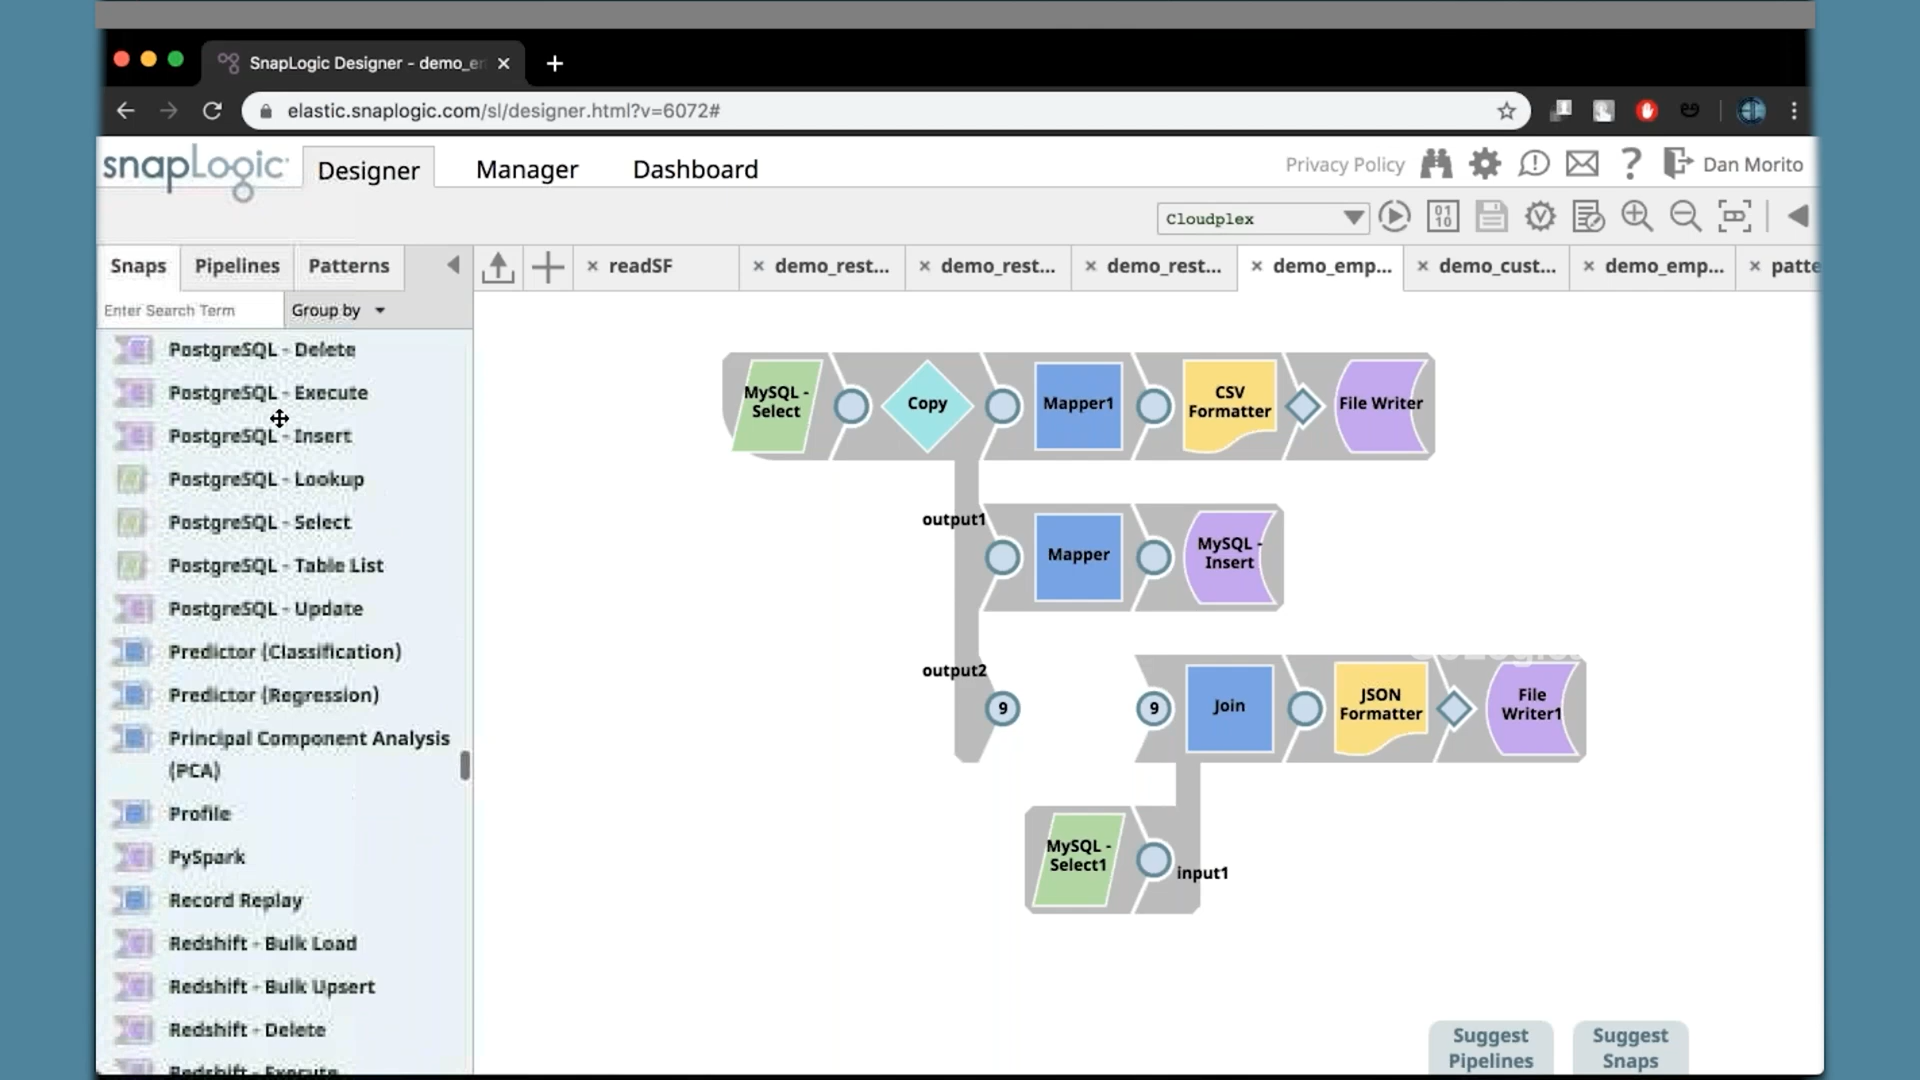 SnapLogic Designer - demo_e
elastic.snaplogic.com/sl/designer.html?v=6072#
snapLogic
Designer
Manager
Dashboard
Privacy Policy
Dan Morito
Cloudplex
Snaps
Pipelines
Patterns
readSF
demo_rest...
demo_rest...
demo_rest...
demo_emp...
demo_cust...
demo_emp...
patte
Enter Search Term
Group by
PostgreSQL - Delete
PostgreSQL - Execute
PostgreSQL - Insert
PostgreSQL - Lookup
PostgreSQL - Select
PostgreSQL - Table List
PostgreSQL - Update
Predictor (Classification)
Predictor (Regression)
Principal Component Analysis
(PCA)
Profile
PySpark
Record Replay
Redshift - Bulk Load
Redshift - Bulk Upsert
Redshift - Delete
Redshift - Execute
MySQL -
Select
Copy
Mapper1
CSV
Formatter
File Writer
output1
Mapper
MySQL -
Insert
output2
9
9
Join
JSON
Formatter
File
Writer1
MySQL -
Select1
input1
Suggest
Pipelines
Suggest
Snaps